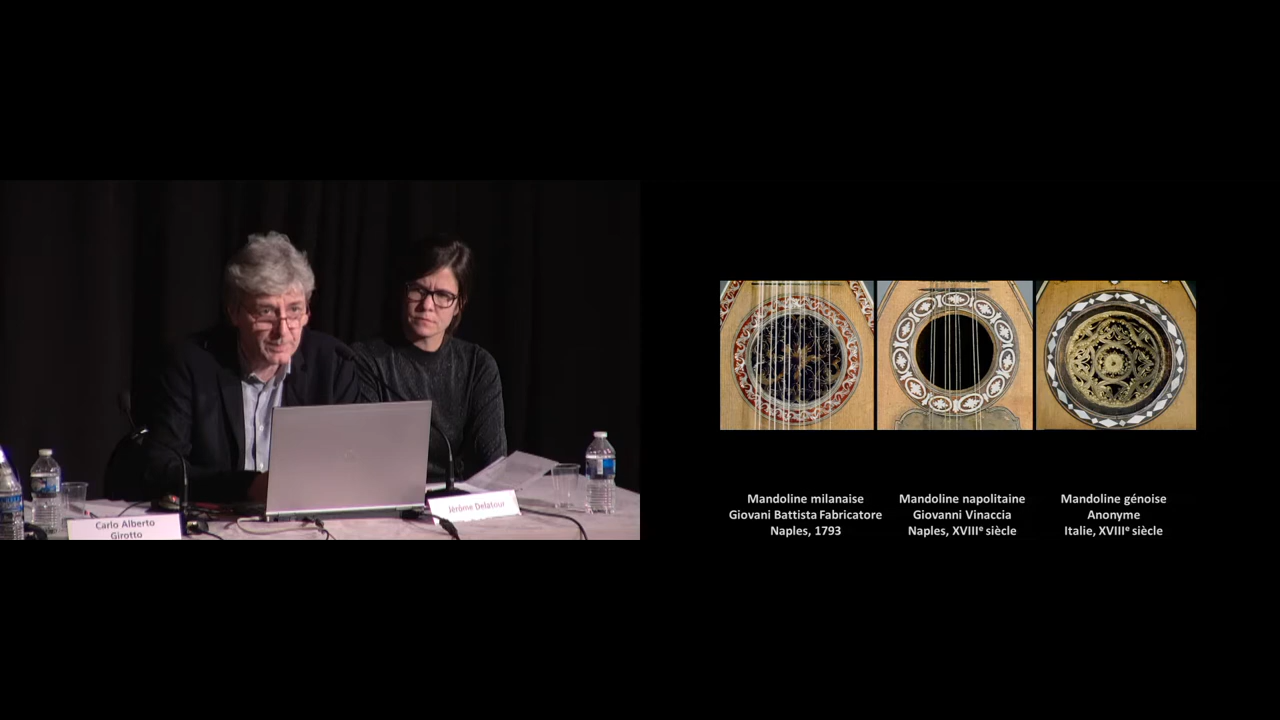 Carlo Alberto
Girotto
Jérôme Delatour
Mandoline milanaise
Giovani Battista Fabricatore
Naples, 1793
Mandoline napolitaine
Giovanni Vinaccia
Naples, XVIIIᵉ siècle
Mandoline génoise
Anonyme
Italie, XVIIIᵉ siècle